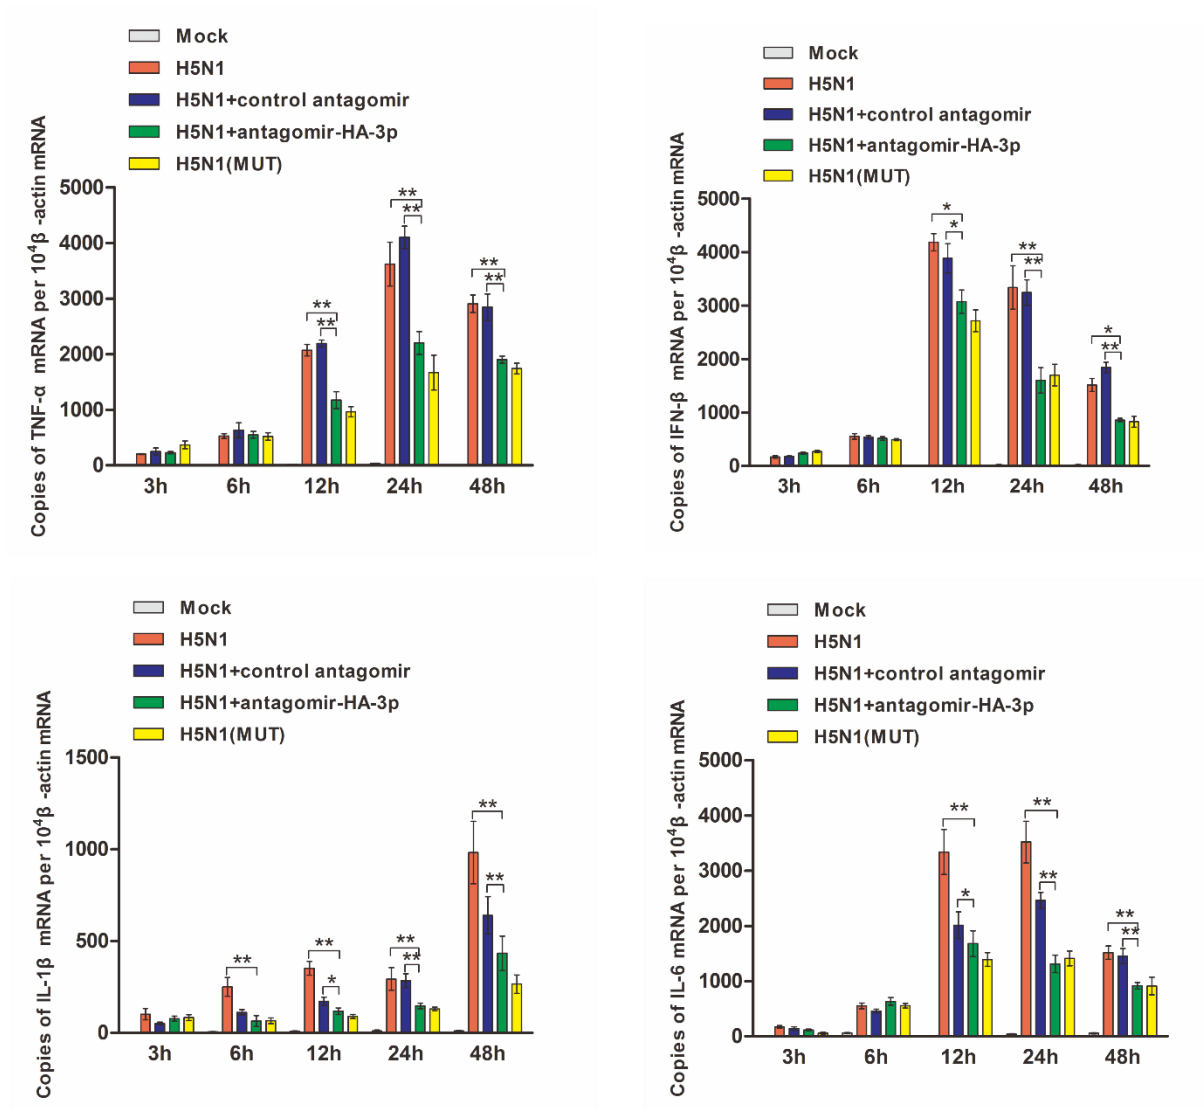 Mock
H5N1
H5N1+control antagomir
H5N1+antagomir-HA-3p
H5N1(MUT)
Copies of TNF-α mRNA per 10⁴β -actin mRNA
5000
4000
3000
2000
1000
0
** ** ** ** ** **
3h 6h 12h 24h 48h
Mock
H5N1
H5N1+control antagomir
H5N1+antagomir-HA-3p
H5N1(MUT)
Copies of IFN-β mRNA per 10⁴β -actin mRNA
5000
4000
3000
2000
1000
0
* * ** ** * **
3h 6h 12h 24h 48h
Mock
H5N1
H5N1+control antagomir
H5N1+antagomir-HA-3p
H5N1(MUT)
Copies of IL-1β mRNA per 10⁴β -actin mRNA
1500
1000
500
0
** ** * ** ** ** **
3h 6h 12h 24h 48h
Mock
H5N1
H5N1+control antagomir
H5N1+antagomir-HA-3p
H5N1(MUT)
Copies of IL-6 mRNA per 10⁴β -actin mRNA
5000
4000
3000
2000
1000
0
** * ** ** ** **
3h 6h 12h 24h 48h